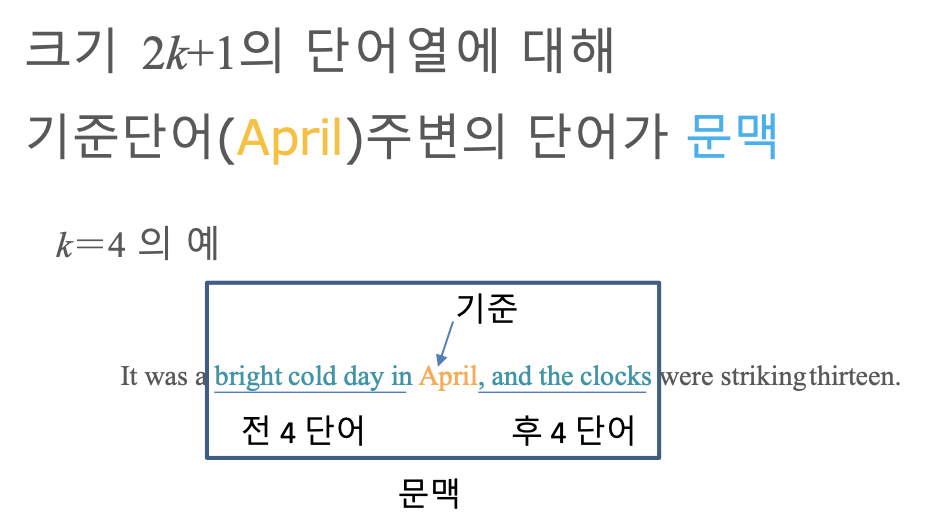 크기 2k+1의 단어열에 대해
기준단어(April)주변의 단어가 문맥
k=4 의 예
기준
It was a bright cold day in April, and the clocks were striking thirteen.
전 4 단어 후 4 단어
문맥